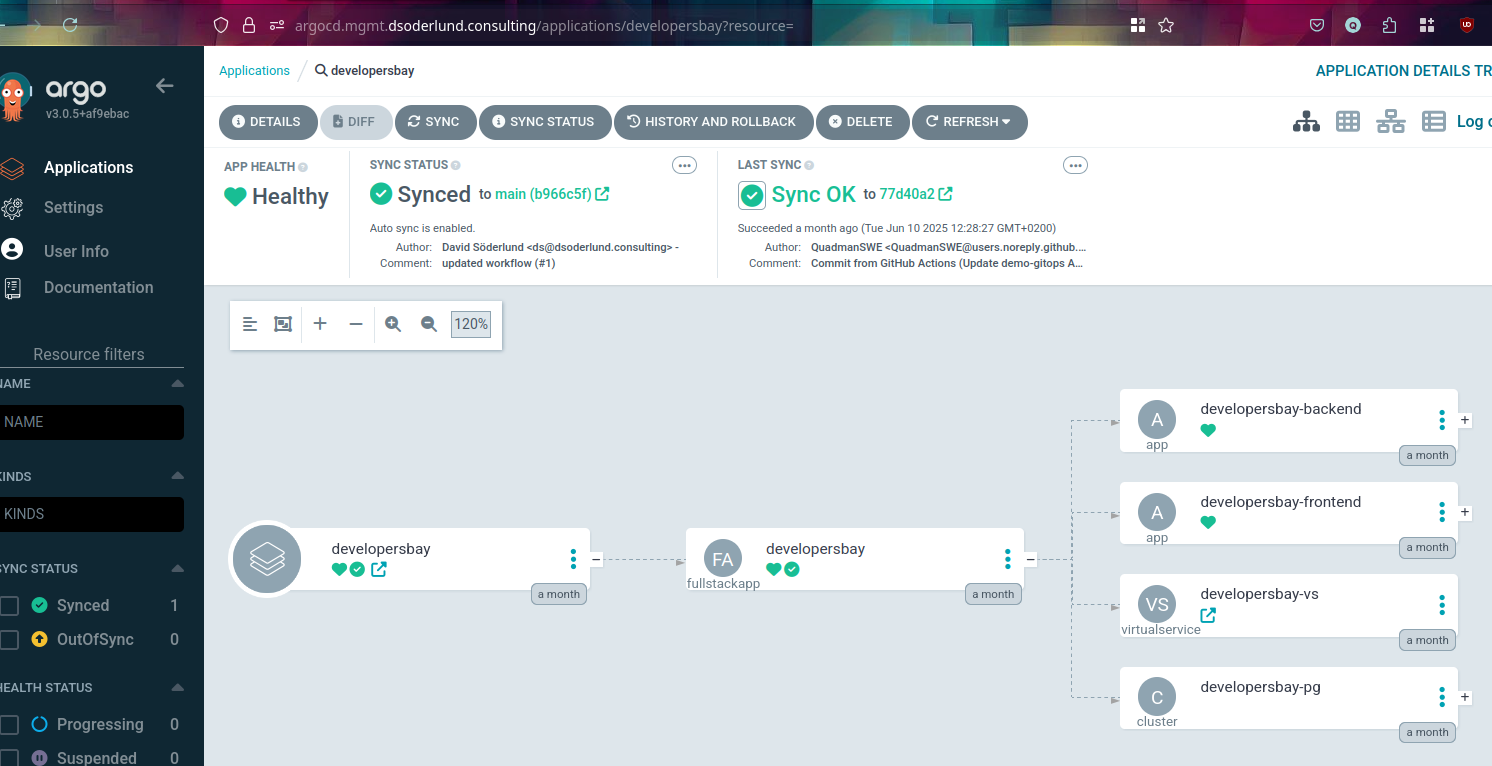 argocd.mgmt.dsoderlund.consulting/applications/developersbay?resource=
argo
v3.0.5+af9ebac
Applications
Settings
User Info
Documentation
Resource filters
NAME
NAME
KINDS
KINDS
SYNC STATUS
Synced 1
OutOfSync 0
HEALTH STATUS
Progressing 0
Suspended 0
Applications / developersbay
APPLICATION DETAILS TR
DETAILS DIFF SYNC SYNC STATUS HISTORY AND ROLLBACK DELETE REFRESH
Log o
APP HEALTH
Healthy
SYNC STATUS
Synced to main (b966c5f)
Auto sync is enabled.
Author: David Söderlund <ds@dsoderlund.consulting> -
Comment: updated workflow (#1)
LAST SYNC
Sync OK to 77d40a2
Succeeded a month ago (Tue Jun 10 2025 12:28:27 GMT+0200)
Author: QuadmanSWE <QuadmanSWE@users.noreply.github....
Comment: Commit from GitHub Actions (Update demo-gitops A...
120%
developersbay
a month
FA
fullstackapp
developersbay
a month
A
app
developersbay-backend
a month
A
app
developersbay-frontend
a month
VS
virtualservice
developersbay-vs
a month
C
cluster
developersbay-pg
a month